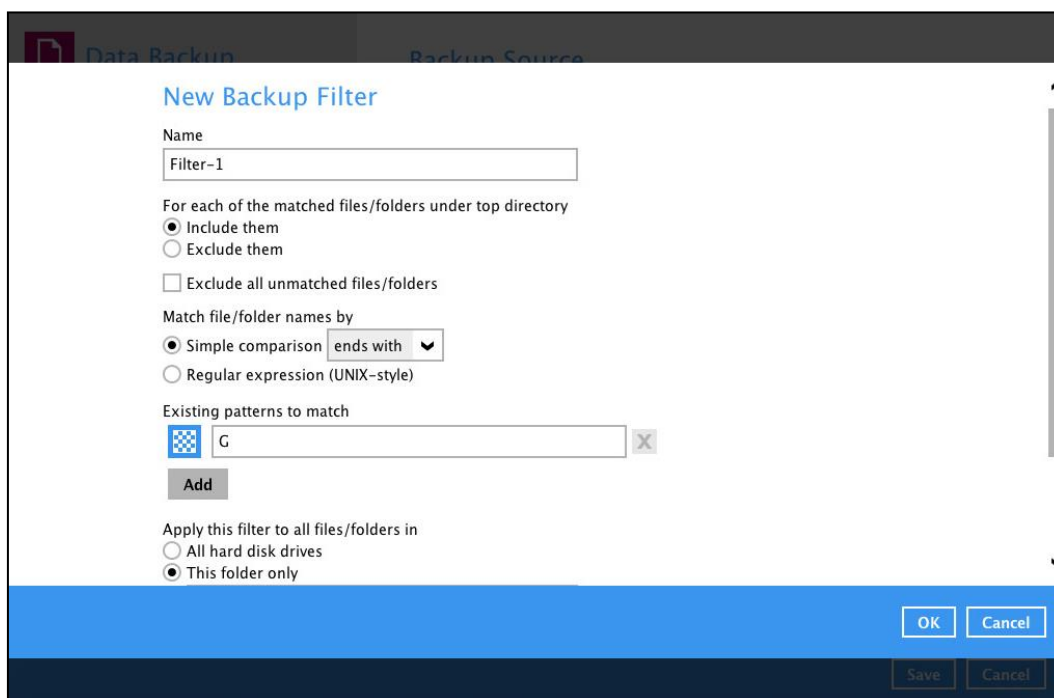 Data Backup
Backup Source
New Backup Filter
Name
Filter-1
For each of the matched files/folders under top directory
Include them
Exclude them
Exclude all unmatched files/folders
Match file/folder names by
Simple comparison ends with
Regular expression (UNIX-style)
Existing patterns to match
G X
Add
Apply this filter to all files/folders in
All hard disk drives
This folder only
OK Cancel
Save Cancel